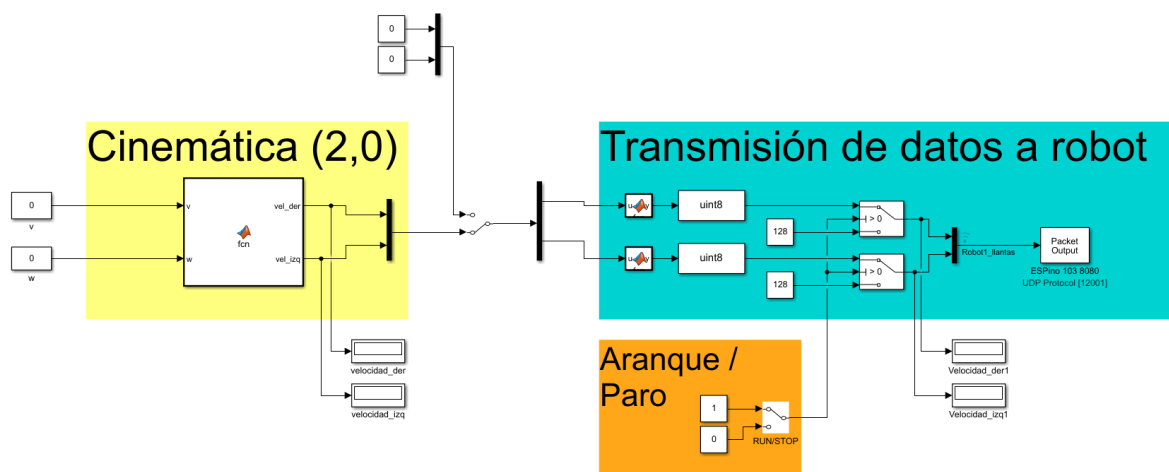 0
0
Cinemática (2,0)
Transmisión de datos a robot
0
v
v
vel_der
fcn
0
w
w
vel_izq
uint8
128
> 0
uint8
128
> 0
Robot1_llantas
Packet
Output
ESPino 103 8080
UDP Protocol [12001]
velocidad_der
velocidad_izq
Aranque /
Paro
1
0
RUN/STOP
Velocidad_der1
Velocidad_izq1